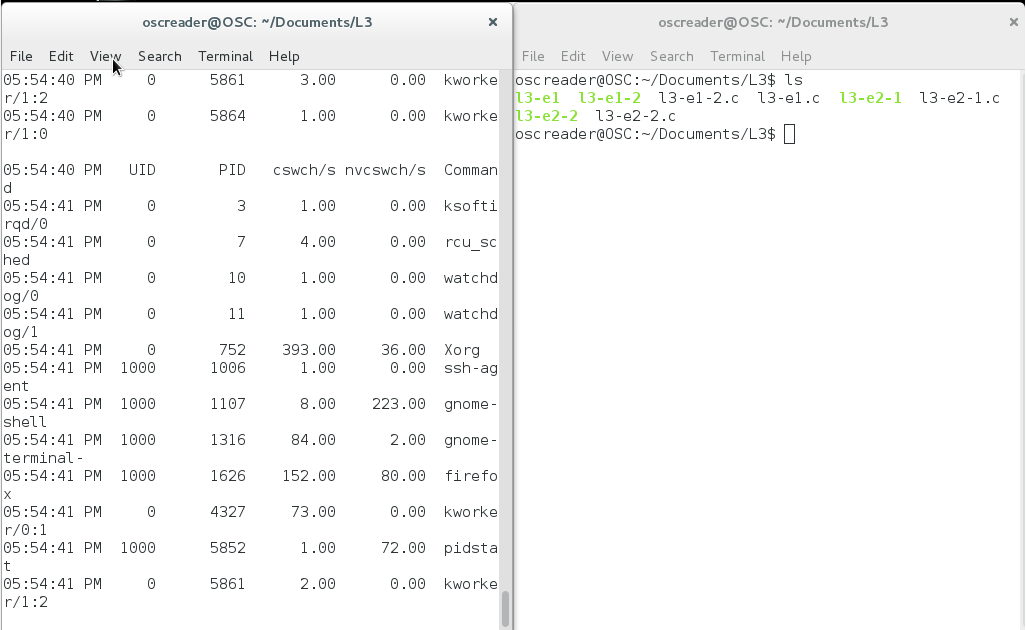 oscreader@OSC: ~/Documents/L3 ×
File Edit View Search Terminal Help
05:54:40 PM 0 5861 3.00 0.00 kworke
r/1:2
05:54:40 PM 0 5864 1.00 0.00 kworke
r/1:0
05:54:40 PM UID PID cswch/s nvcswch/s Comman
d
05:54:41 PM 0 3 1.00 0.00 ksofti
rqd/0
05:54:41 PM 0 7 4.00 0.00 rcu_sc
hed
05:54:41 PM 0 10 1.00 0.00 watchd
og/0
05:54:41 PM 0 11 1.00 0.00 watchd
og/1
05:54:41 PM 0 752 393.00 36.00 Xorg
05:54:41 PM 1000 1006 1.00 0.00 ssh-ag
ent
05:54:41 PM 1000 1107 8.00 223.00 gnome-
shell
05:54:41 PM 1000 1316 84.00 2.00 gnome-
terminal-
05:54:41 PM 1000 1626 152.00 80.00 firefo
x
05:54:41 PM 0 4327 73.00 0.00 kworke
r/0:1
05:54:41 PM 1000 5852 1.00 72.00 pidsta
t
05:54:41 PM 0 5861 2.00 0.00 kworke
r/1:2
oscreader@OSC: ~/Documents/L3 ×
File Edit View Search Terminal Help
oscreader@OSC:~/Documents/L3$ ls
l3-e1 l3-e1-2 l3-e1-2.c l3-e1.c l3-e2-1 l3-e2-1.c
l3-e2-2 l3-e2-2.c
oscreader@OSC:~/Documents/L3$